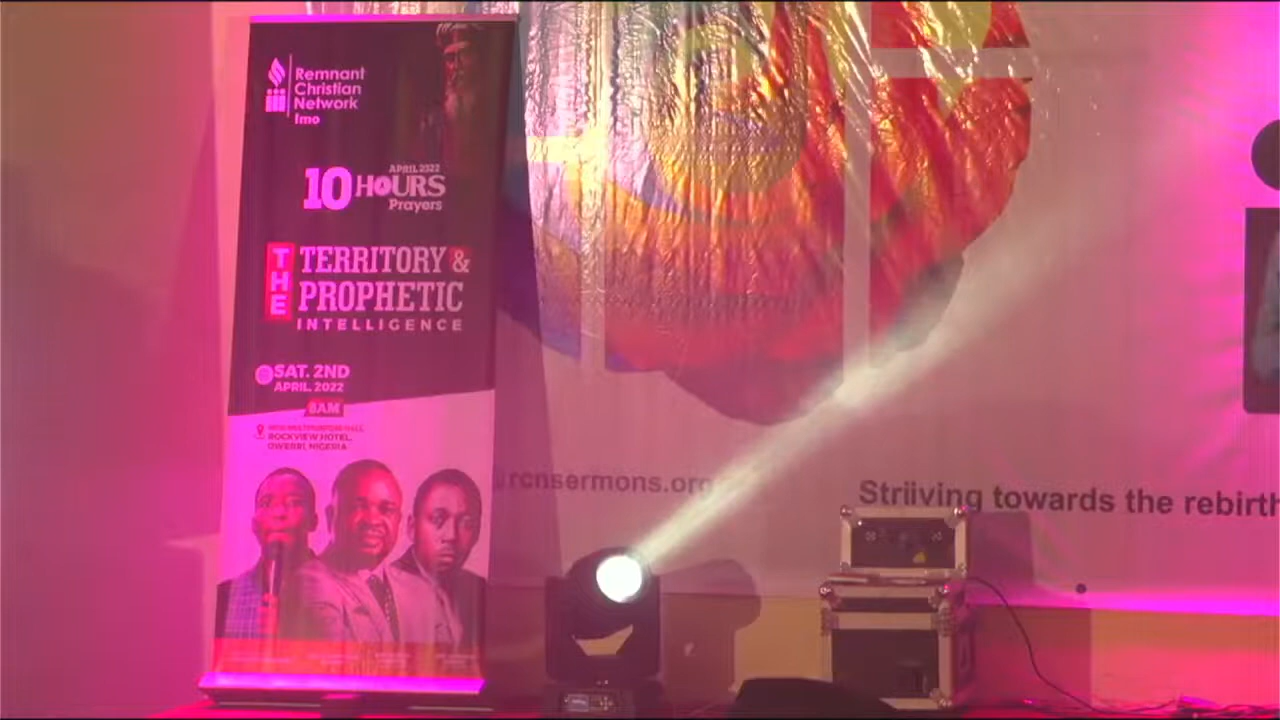 Remnant
Christian
Network
Imo
APRIL 2022
10 HOURS
Prayers
THE
TERRITORY &
PROPHETIC
INTELLIGENCE
SAT. 2ND
APRIL, 2022
8AM
ROCKVIEW HOTEL,
OWERRI, NIGERIA
rcnsermons.org
Striiving towards the rebirth